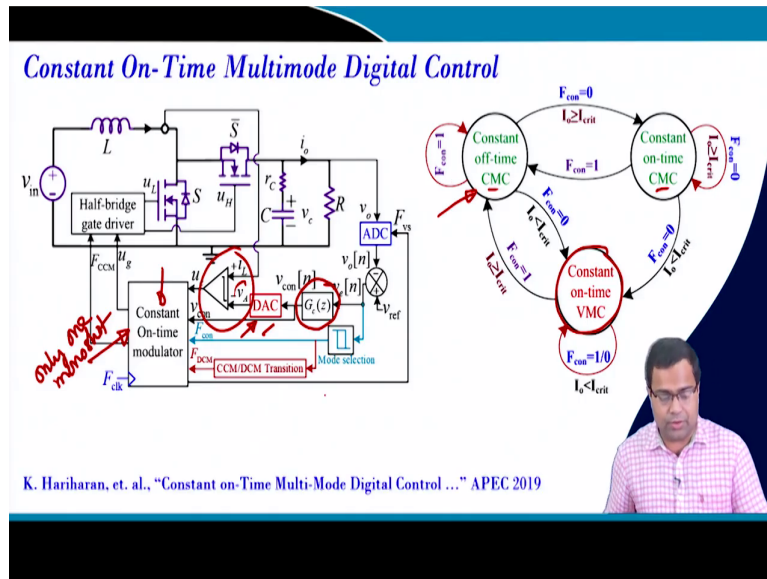 Constant On-Time Multimode Digital Control
L
S̄
i_o
v_in
u_L
S
u_H
r_C
C
+
v_c
−
R
v_o
F_vs
Half-bridge
gate driver
ADC
F_CCM
u_g
v_o[n]
u
+ i_L
v_con[n]
v_e[n]
v_con
DAC
G_c(z)
v_ref
Constant
On-time
modulator
only one
monoshot
F_con
Mode selection
F_DCM
CCM/DCM Transition
F_clk
F_con=0
I_o≥I_crit
Constant
off-time
CMC
F_con=1
Constant
on-time
CMC
F_con=1
F_con=0
I_o≥I_crit
F_con=0
I_o<I_crit
F_con=1
I_o≥I_crit
F_con=0
I_o<I_crit
Constant
on-time
VMC
F_con=1/0
I_o<I_crit
K. Hariharan, et. al., “Constant on-Time Multi-Mode Digital Control ...” APEC 2019